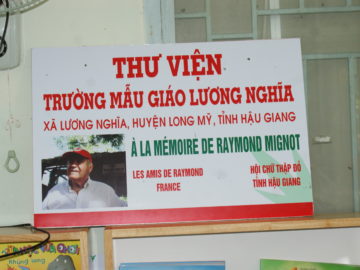 THƯ VIỆN
TRƯỜNG MẪU GIÁO LƯƠNG NGHĨA
XÃ LƯƠNG NGHĨA, HUYỆN LONG MỸ, TỈNH HẬU GIANG
À LA MÉMOIRE DE RAYMOND MIGNOT
LES AMIS DE RAYMOND
FRANCE
HỘI CHỮ THẬP ĐỎ
TỈNH HẬU GIANG